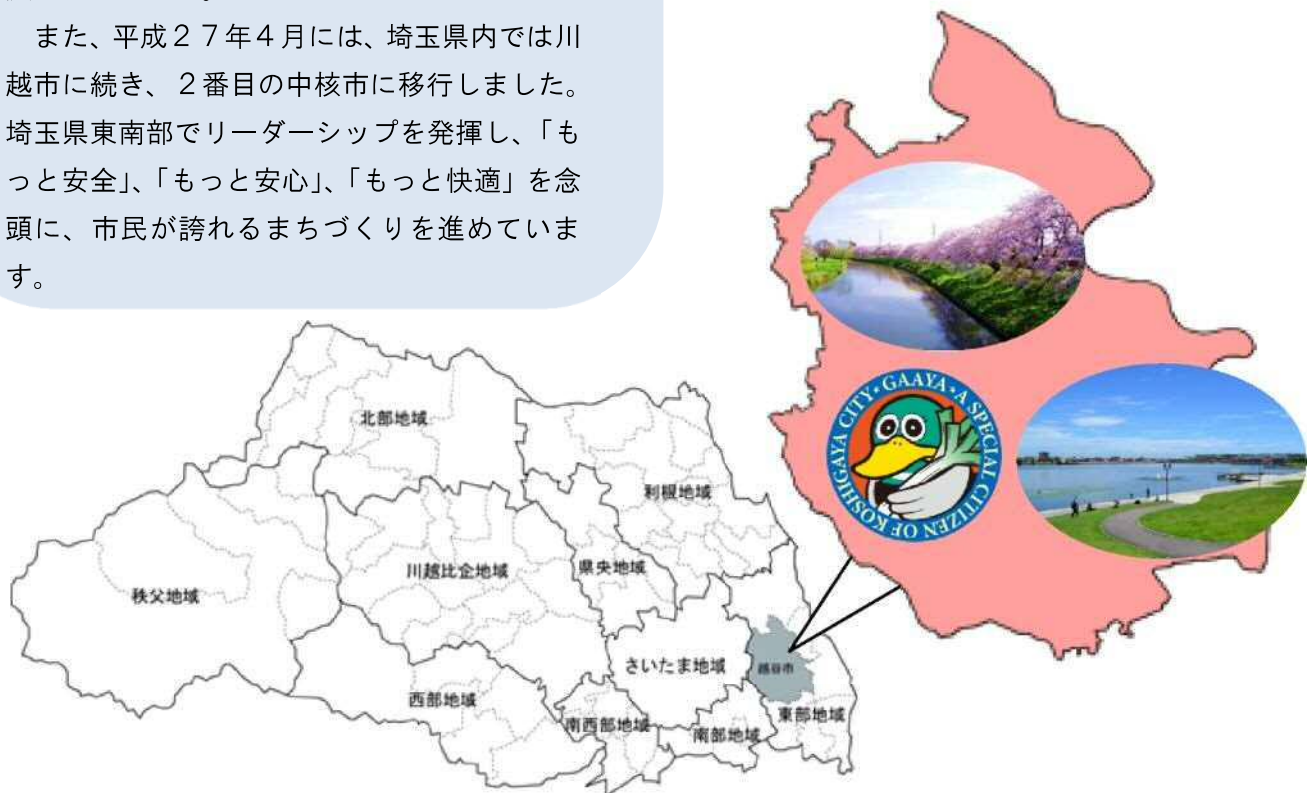 また、平成２７年４月には、埼玉県内では川
越市に続き、２番目の中核市に移行しました。
埼玉県東南部でリーダーシップを発揮し、「も
っと安全」、「もっと安心」、「もっと快適」を念
頭に、市民が誇れるまちづくりを進めていま
す。
GAAYA・A SPECIAL CITIZEN OF KOSHIGAYA CITY・
北部地域
利根地域
秩父地域
川越比企地域
県央地域
さいたま地域
越谷市
西部地域
南西部地域
南部地域
東部地域